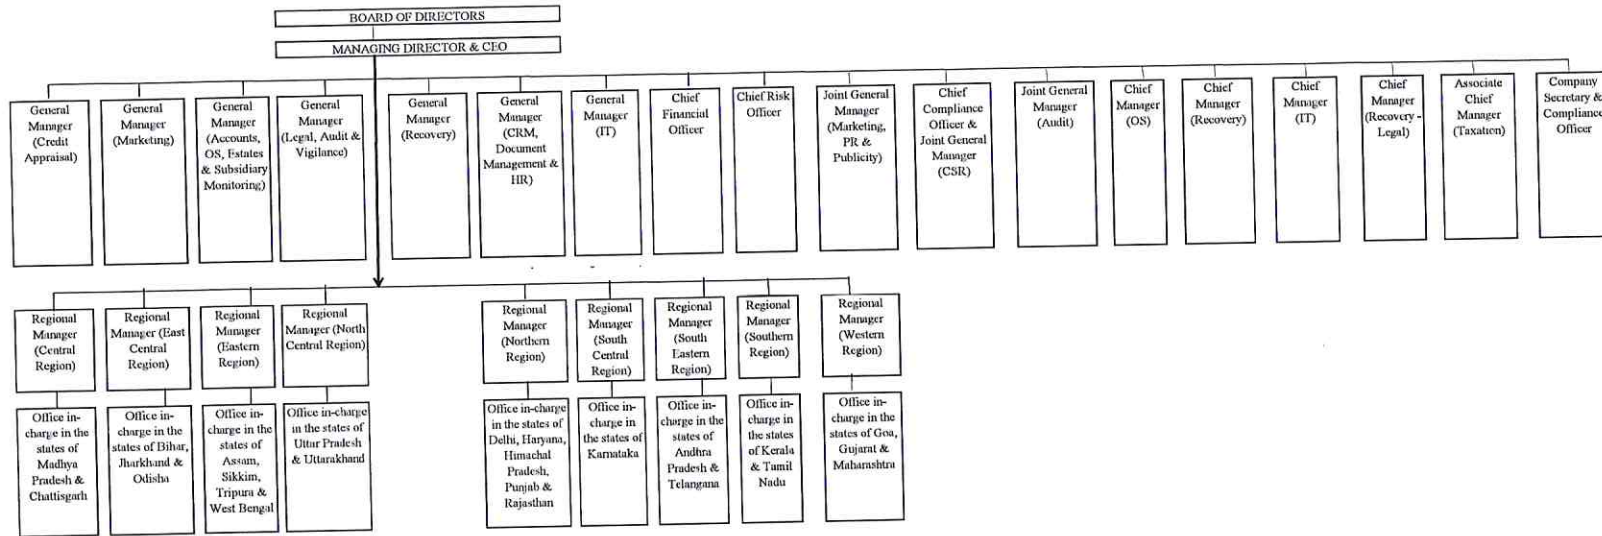 BOARD OF DIRECTORS
MANAGING DIRECTOR & CEO
General
Manager
(Credit
Appraisal)
General
Manager
(Marketing)
General
Manager
(Accounts,
OS, Estates
& Subsidiary
Monitoring)
General
Manager
(Legal, Audit &
Vigilance)
General
Manager
(Recovery)
General
Manager
(CRM,
Document
Management &
HR)
General
Manager
(IT)
Chief
Financial
Officer
Chief Risk
Officer
Joint General
Manager
(Marketing,
PR &
Publicity)
Chief
Compliance
Officer &
Joint General
Manager
(CSR)
Joint General
Manager
(Audit)
Chief
Manager
(OS)
Chief
Manager
(Recovery)
Chief
Manager
(IT)
Chief
Manager
(Recovery -
Legal)
Associate
Chief
Manager
(Taxation)
Company
Secretary &
Compliance
Officer
Regional
Manager
(Central
Region)
Regional
Manager (East
Central
Region)
Regional
Manager
(Eastern
Region)
Regional
Manager (North
Central Region)
Regional
Manager
(Northern
Region)
Regional
Manager
(South
Central
Region)
Regional
Manager
(South
Eastern
Region)
Regional
Manager
(Southern
Region)
Regional
Manager
(Western
Region)
Office in-
charge in the
states of
Madhya
Pradesh &
Chattisgarh
Office in-
charge in the
states of Bihar,
Jharkhand &
Odisha
Office in-
charge in the
states of
Assam,
Sikkim,
Tripura &
West Bengal
Office in-charge
in the states of
Uttar Pradesh
& Uttarakhand
Office in-charge
in the states of
Delhi, Haryana,
Himachal
Pradesh,
Punjab &
Rajasthan
Office in-
charge in
the states of
Karnataka
Office in-
charge in the
states of
Andhra
Pradesh &
Telangana
Office in-
charge in
the states
of Kerala
& Tamil
Nadu
Office in-
charge in the
states of Goa,
Gujarat &
Maharashtra